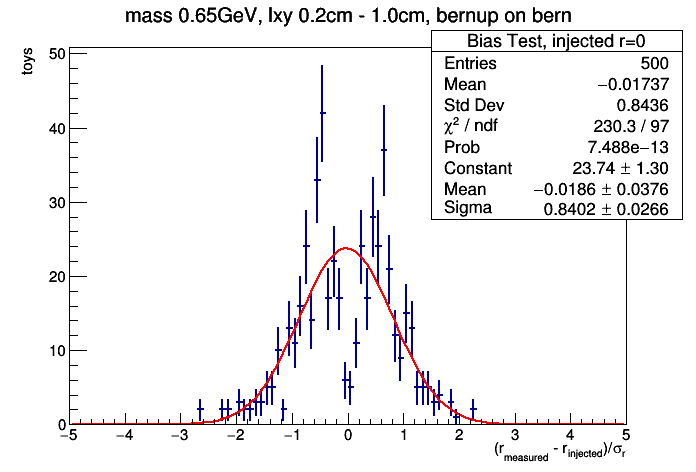 mass 0.65GeV, lxy 0.2cm - 1.0cm, bernup on bern
Bias Test, injected r=0
Entries 500
Mean −0.01737
Std Dev 0.8436
χ² / ndf 230.3 / 97
Prob 7.488e−13
Constant 23.74 ± 1.30
Mean −0.0186 ± 0.0376
Sigma 0.8402 ± 0.0266
toys
50
40
30
20
10
0
−5 −4 −3 −2 −1 0 1 2 3 4 5
(r_measured - r_injected)/σ_r